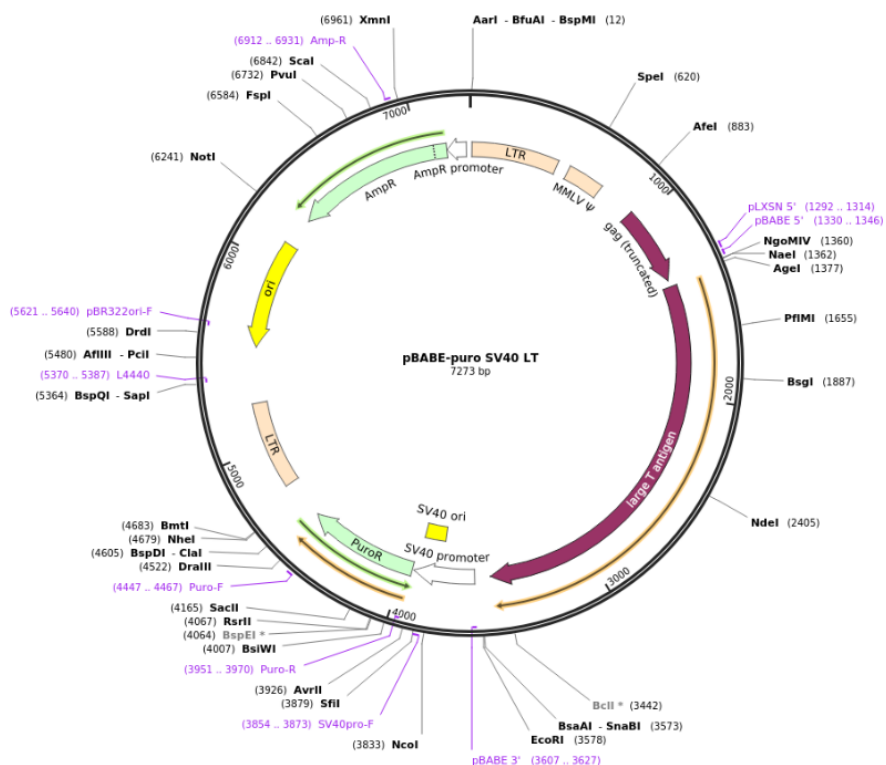 (6961) XmnI
AarI - BfuAI - BspMI (12)
(6912 .. 6931) Amp-R
(6842) ScaI
(6732) PvuI
(6584) FspI
(6241) NotI
SpeI (620)
AfeI (883)
pLXSN 5' (1292 .. 1314)
pBABE 5' (1330 .. 1346)
NgoMIV (1360)
NaeI (1362)
AgeI (1377)
PflMI (1655)
BsgI (1887)
NdeI (2405)
(5621 .. 5640) pBR322ori-F
(5588) DrdI
(5480) AflIII - PciI
(5370 .. 5387) L4440
(5364) BspQI - SapI
7000
1000
2000
3000
4000
5000
6000
LTR
MMLV Ψ
gag (truncated)
AmpR promoter
AmpR
ori
pBABE-puro SV40 LT
7273 bp
large T antigen
LTR
SV40 ori
SV40 promoter
PuroR
(4683) BmtI
(4679) NheI
(4605) BspDI - ClaI
(4522) DraIII
(4447 .. 4467) Puro-F
(4165) SacII
(4067) RsrII
(4064) BspEI *
(4007) BsiWI
(3951 .. 3970) Puro-R
(3926) AvrII
(3879) SfiI
(3854 .. 3873) SV40pro-F
(3833) NcoI
BclI * (3442)
BsaAI - SnaBI (3573)
EcoRI (3578)
pBABE 3' (3607 .. 3627)